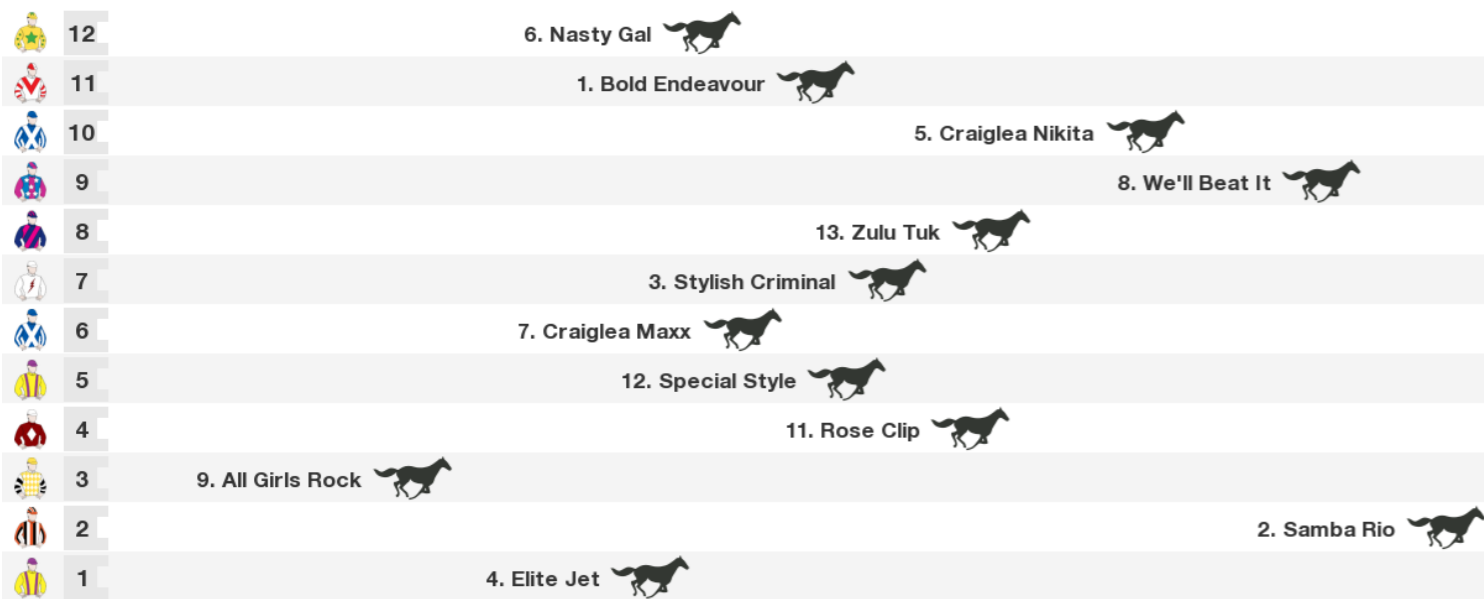 12 6. Nasty Gal
11 1. Bold Endeavour
10 5. Craiglea Nikita
9 8. We'll Beat It
8 13. Zulu Tuk
7 3. Stylish Criminal
6 7. Craiglea Maxx
5 12. Special Style
4 11. Rose Clip
3 9. All Girls Rock
2 2. Samba Rio
1 4. Elite Jet